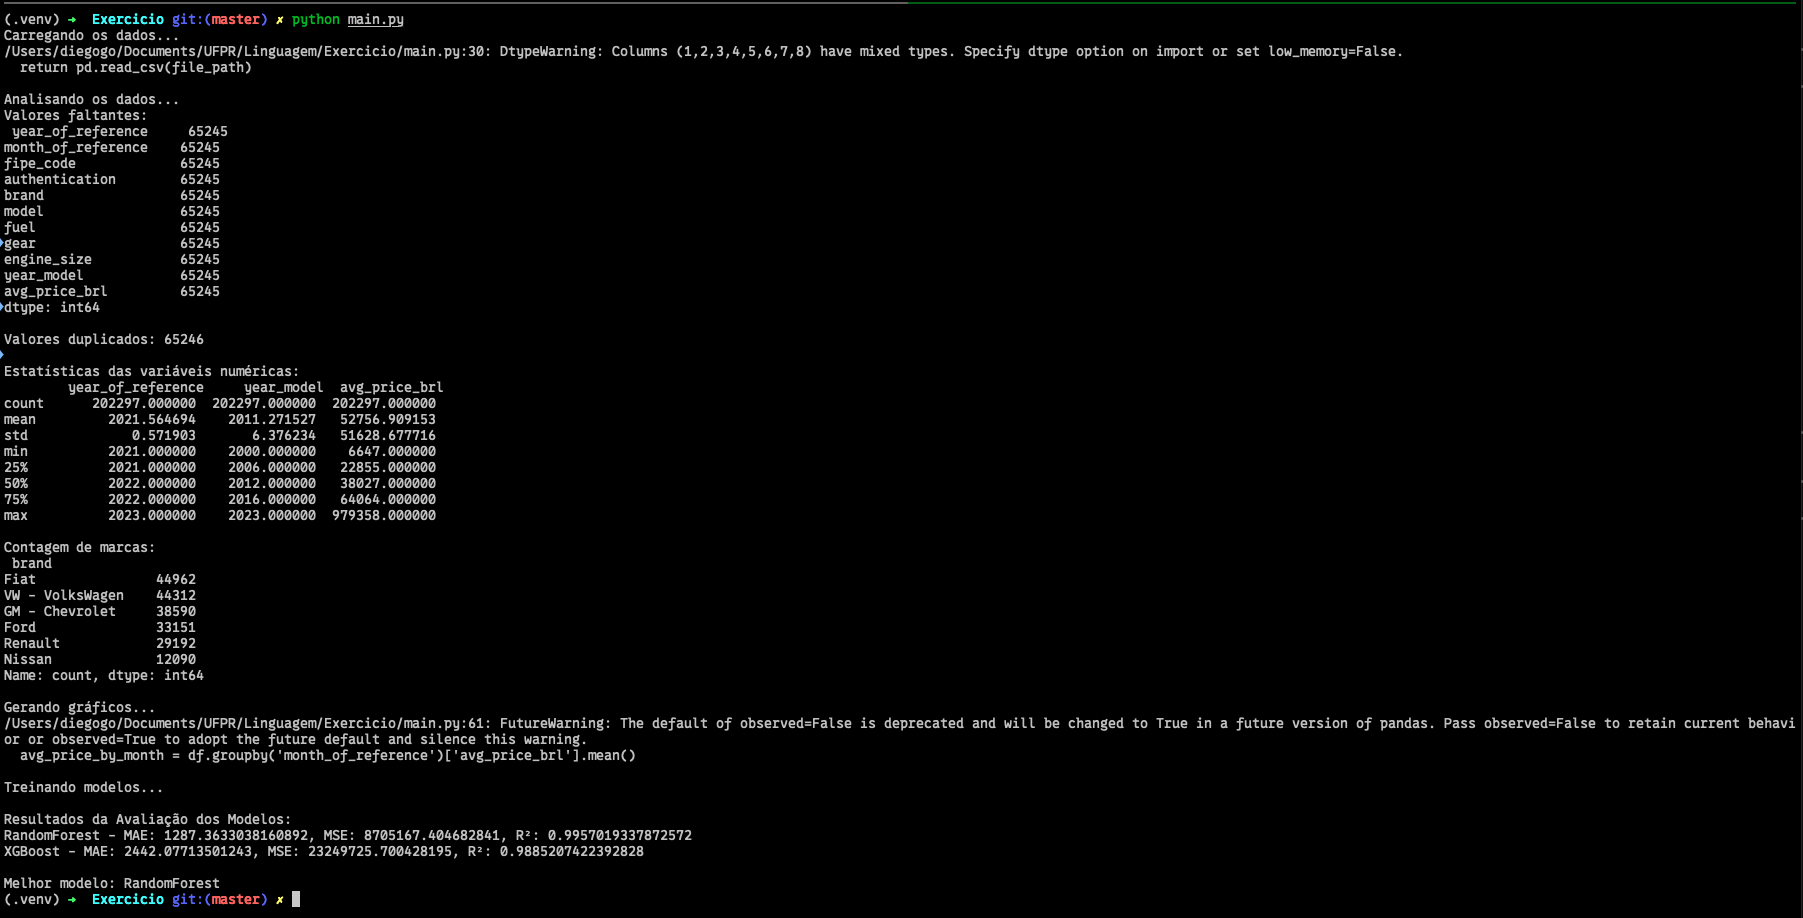 (.venv) ➜  Exercicio git:(master) ✗ python main.py
Carregando os dados...
/Users/diegogo/Documents/UFPR/Linguagem/Exercicio/main.py:30: DtypeWarning: Columns (1,2,3,4,5,6,7,8) have mixed types. Specify dtype option on import or set low_memory=False.
  return pd.read_csv(file_path)

Analisando os dados...
Valores faltantes:
 year_of_reference     65245
month_of_reference    65245
fipe_code             65245
authentication        65245
brand                 65245
model                 65245
fuel                  65245
gear                  65245
engine_size           65245
year_model            65245
avg_price_brl         65245
dtype: int64

Valores duplicados: 65246

Estatísticas das variáveis numéricas:
        year_of_reference     year_model  avg_price_brl
count      202297.000000  202297.000000  202297.000000
mean         2021.564694    2011.271527   52756.909153
std             0.571903       6.376234   51628.677716
min          2021.000000    2000.000000    6647.000000
25%          2021.000000    2006.000000   22855.000000
50%          2022.000000    2012.000000   38027.000000
75%          2022.000000    2016.000000   64064.000000
max          2023.000000    2023.000000  979358.000000

Contagem de marcas:
 brand
Fiat               44962
VW - VolksWagen    44312
GM - Chevrolet     38590
Ford               33151
Renault            29192
Nissan             12090
Name: count, dtype: int64

Gerando gráficos...
/Users/diegogo/Documents/UFPR/Linguagem/Exercicio/main.py:61: FutureWarning: The default of observed=False is deprecated and will be changed to True in a future version of pandas. Pass observed=False to retain current behavi
or or observed=True to adopt the future default and silence this warning.
  avg_price_by_month = df.groupby('month_of_reference')['avg_price_brl'].mean()

Treinando modelos...

Resultados da Avaliação dos Modelos:
RandomForest - MAE: 1287.3633038160892, MSE: 8705167.404682841, R²: 0.9957019337872572
XGBoost - MAE: 2442.07713501243, MSE: 23249725.700428195, R²: 0.9885207422392828

Melhor modelo: RandomForest
(.venv) ➜  Exercicio git:(master) ✗